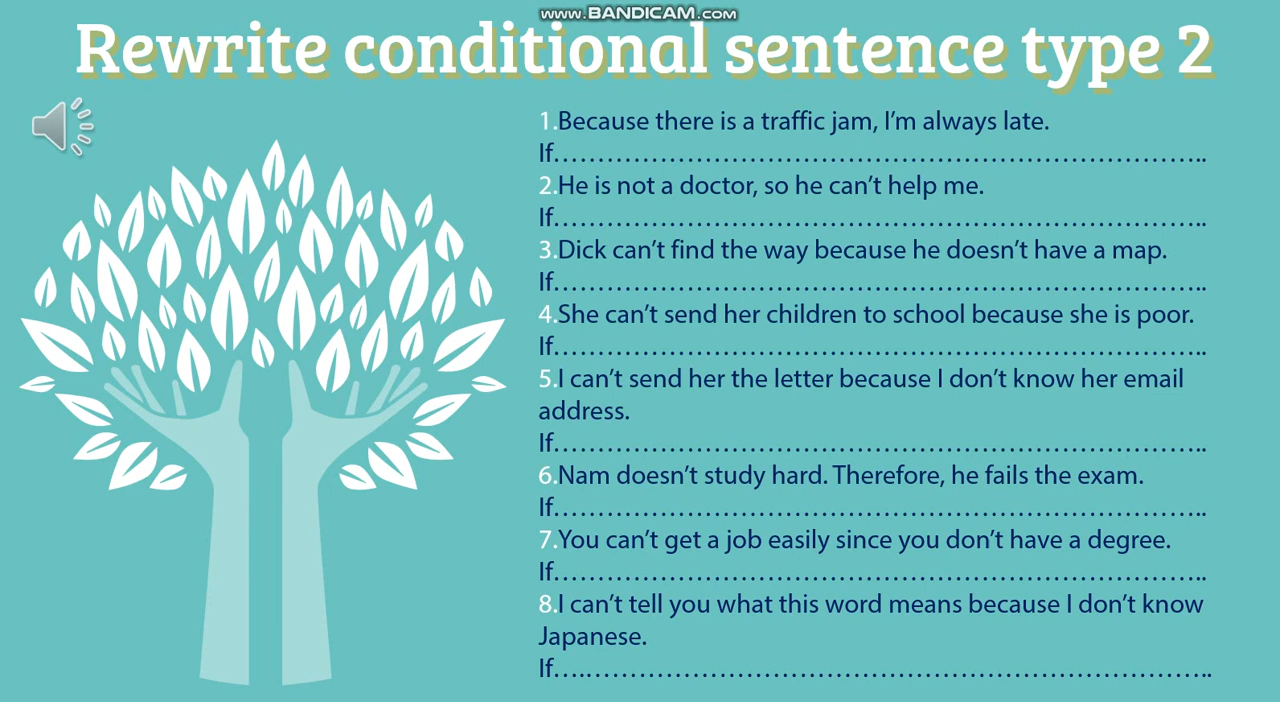 www.BANDICAM.com
Rewrite conditional sentence type 2
1.Because there is a traffic jam, I’m always late.
If…………………………………………………………………..
2.He is not a doctor, so he can’t help me.
If…………………………………………………………………..
3.Dick can’t find the way because he doesn’t have a map.
If…………………………………………………………………..
4.She can’t send her children to school because she is poor.
If…………………………………………………………………..
5.I can’t send her the letter because I don’t know her email
address.
If…………………………………………………………………..
6.Nam doesn’t study hard. Therefore, he fails the exam.
If…………………………………………………………………..
7.You can’t get a job easily since you don’t have a degree.
If…………………………………………………………………..
8.I can’t tell you what this word means because I don’t know
Japanese.
If…..………………………………………………………………..